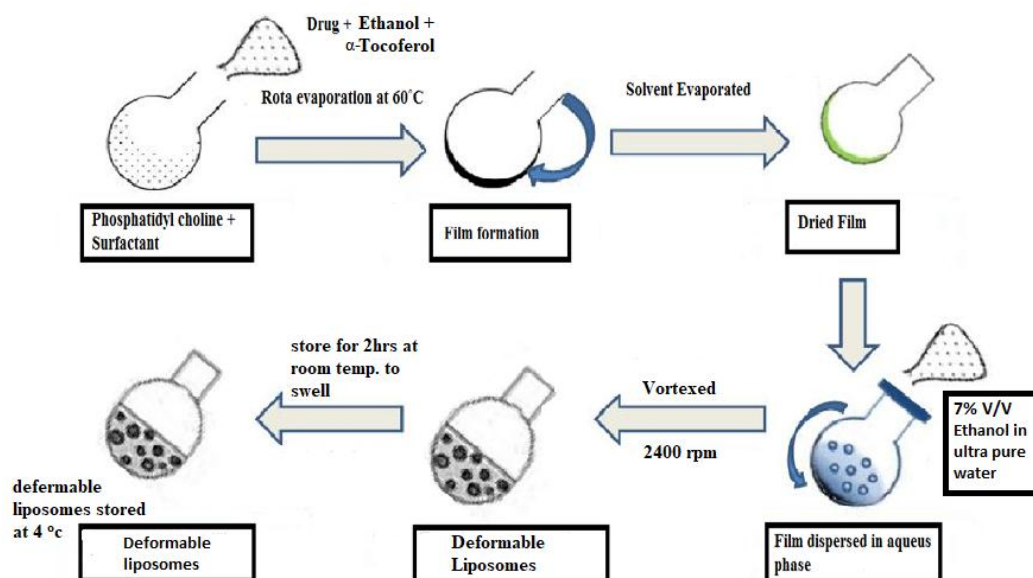 Drug + Ethanol +
α-Tocoferol
Rota evaporation at 60°C
Solvent Evaporated
Phosphatidyl choline +
Surfactant
Film formation
Dried Film
store for 2hrs at
room temp. to
swell
Vortexed
2400 rpm
7% V/V
Ethanol in
ultra pure
water
defermable
liposomes stored
at 4 °c
Deformable
liposomes
Deformable
Liposomes
Film dispersed in aqueus
phase